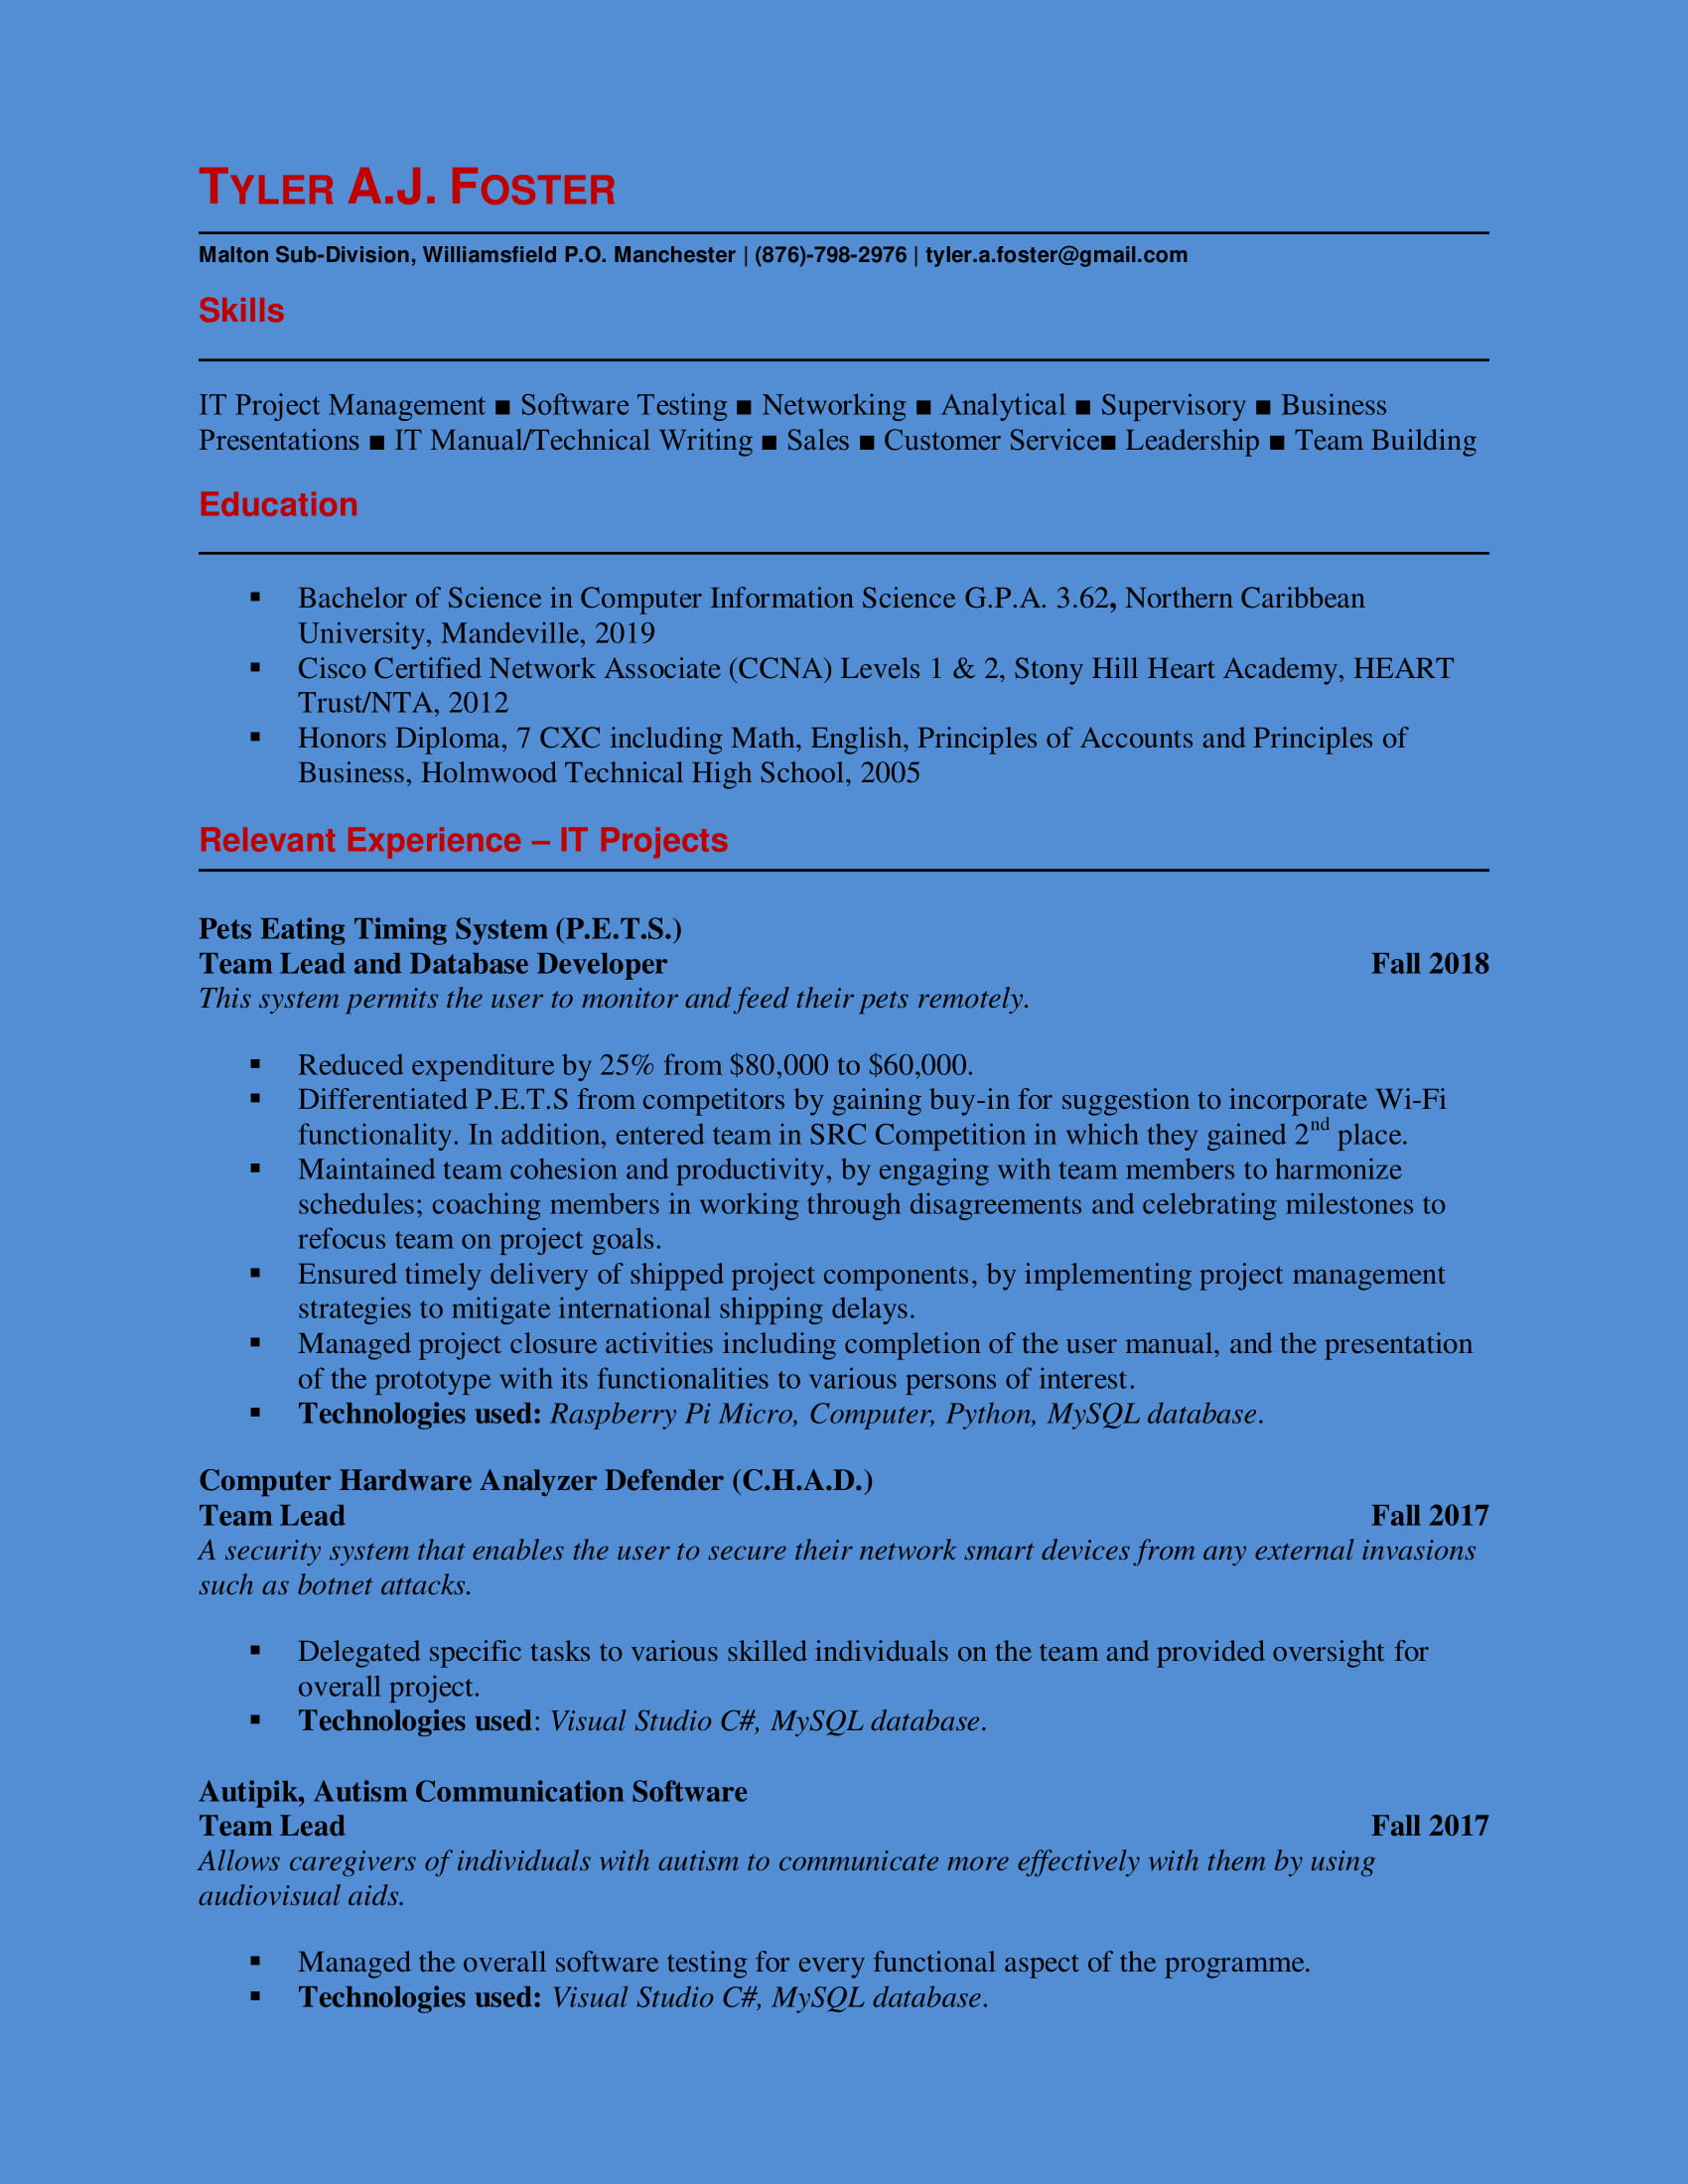 TYLER A.J. FOSTER
Malton Sub-Division, Williamsfield P.O. Manchester | (876)-798-2976 | tyler.a.foster@gmail.com
Skills
IT Project Management ■ Software Testing ■ Networking ■ Analytical ■ Supervisory ■ Business
Presentations ■ IT Manual/Technical Writing ■ Sales ■ Customer Service■ Leadership ■ Team Building
Education
▪ Bachelor of Science in Computer Information Science G.P.A. 3.62, Northern Caribbean
University, Mandeville, 2019
▪ Cisco Certified Network Associate (CCNA) Levels 1 & 2, Stony Hill Heart Academy, HEART
Trust/NTA, 2012
▪ Honors Diploma, 7 CXC including Math, English, Principles of Accounts and Principles of
Business, Holmwood Technical High School, 2005
Relevant Experience – IT Projects
Pets Eating Timing System (P.E.T.S.)
Team Lead and Database Developer Fall 2018
This system permits the user to monitor and feed their pets remotely.
▪ Reduced expenditure by 25% from $80,000 to $60,000.
▪ Differentiated P.E.T.S from competitors by gaining buy-in for suggestion to incorporate Wi-Fi
functionality. In addition, entered team in SRC Competition in which they gained 2nd place.
▪ Maintained team cohesion and productivity, by engaging with team members to harmonize
schedules; coaching members in working through disagreements and celebrating milestones to
refocus team on project goals.
▪ Ensured timely delivery of shipped project components, by implementing project management
strategies to mitigate international shipping delays.
▪ Managed project closure activities including completion of the user manual, and the presentation
of the prototype with its functionalities to various persons of interest.
▪ Technologies used: Raspberry Pi Micro, Computer, Python, MySQL database.
Computer Hardware Analyzer Defender (C.H.A.D.)
Team Lead Fall 2017
A security system that enables the user to secure their network smart devices from any external invasions
such as botnet attacks.
▪ Delegated specific tasks to various skilled individuals on the team and provided oversight for
overall project.
▪ Technologies used: Visual Studio C#, MySQL database.
Autipik, Autism Communication Software
Team Lead Fall 2017
Allows caregivers of individuals with autism to communicate more effectively with them by using
audiovisual aids.
▪ Managed the overall software testing for every functional aspect of the programme.
▪ Technologies used: Visual Studio C#, MySQL database.